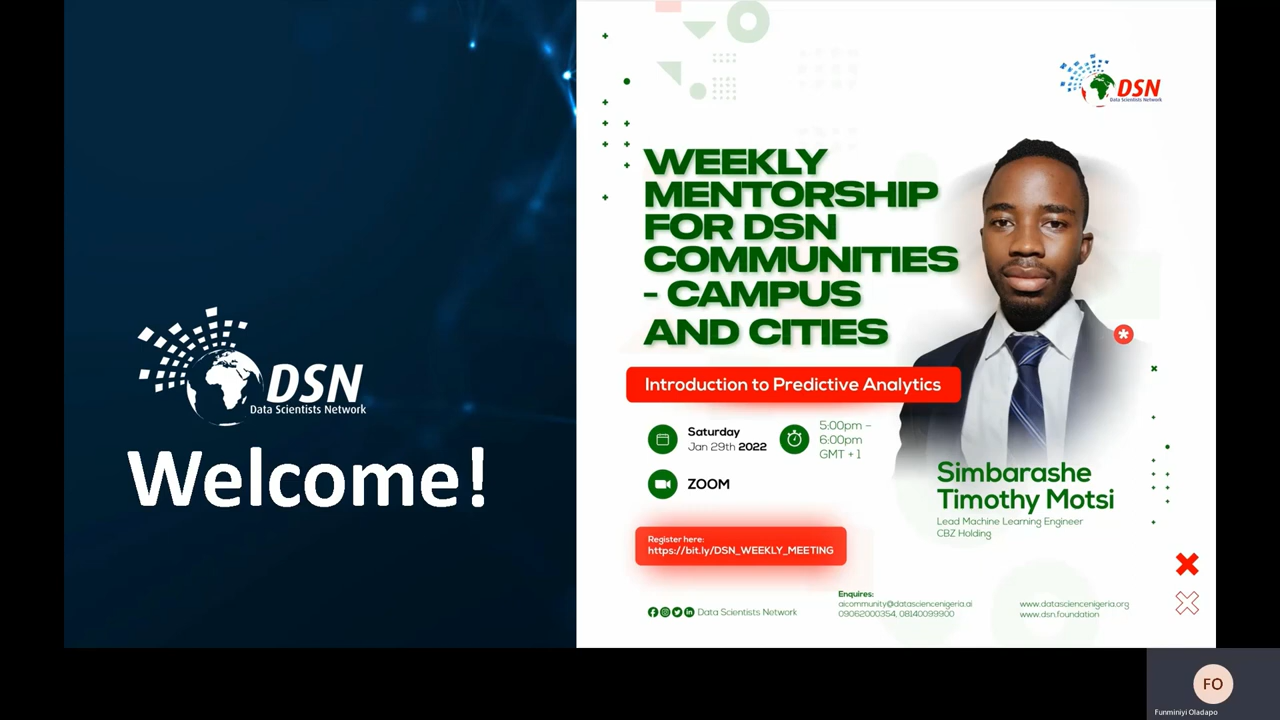 DSN
Data Scientists Network
Welcome!
DSN
Data Scientists Network
WEEKLY
MENTORSHIP
FOR DSN
COMMUNITIES
- CAMPUS
AND CITIES
Introduction to Predictive Analytics
Saturday
Jan 29th 2022
5:00pm –
6:00pm
GMT + 1
ZOOM
Simbarashe
Timothy Motsi
Lead Machine Learning Engineer
CBZ Holding
Register here:
https://bit.ly/DSN_WEEKLY_MEETING
Data Scientists Network
Enquires:
aicommunity@datasciencenigeria.ai
09062000354, 08140099900
www.datasciencenigeria.org
www.dsn.foundation
FO
Funminiyi Oladapo